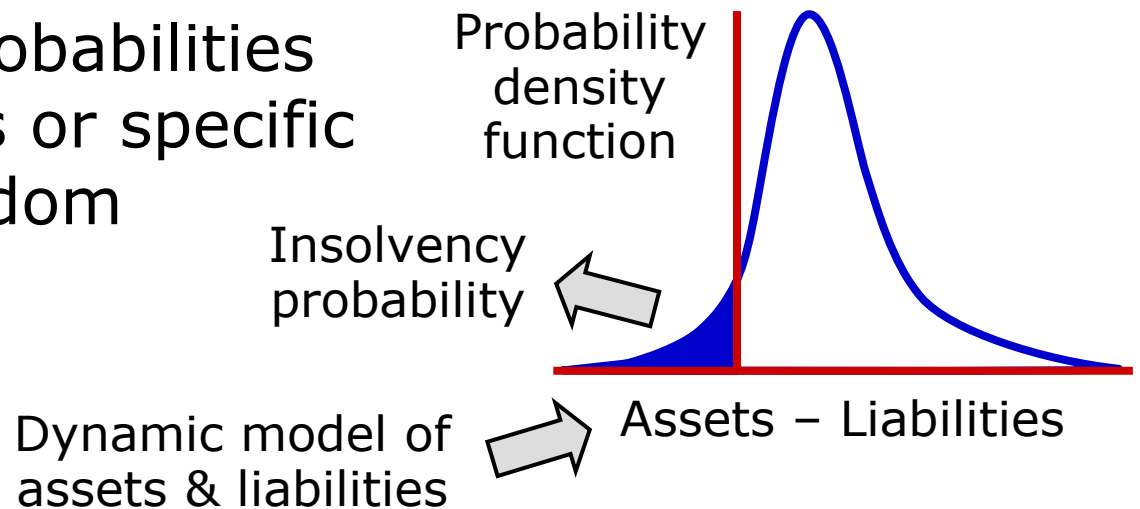 obabilities
s or specific
dom
Probability
density
function
Insolvency
probability
Assets – Liabilities
Dynamic model of
assets & liabilities